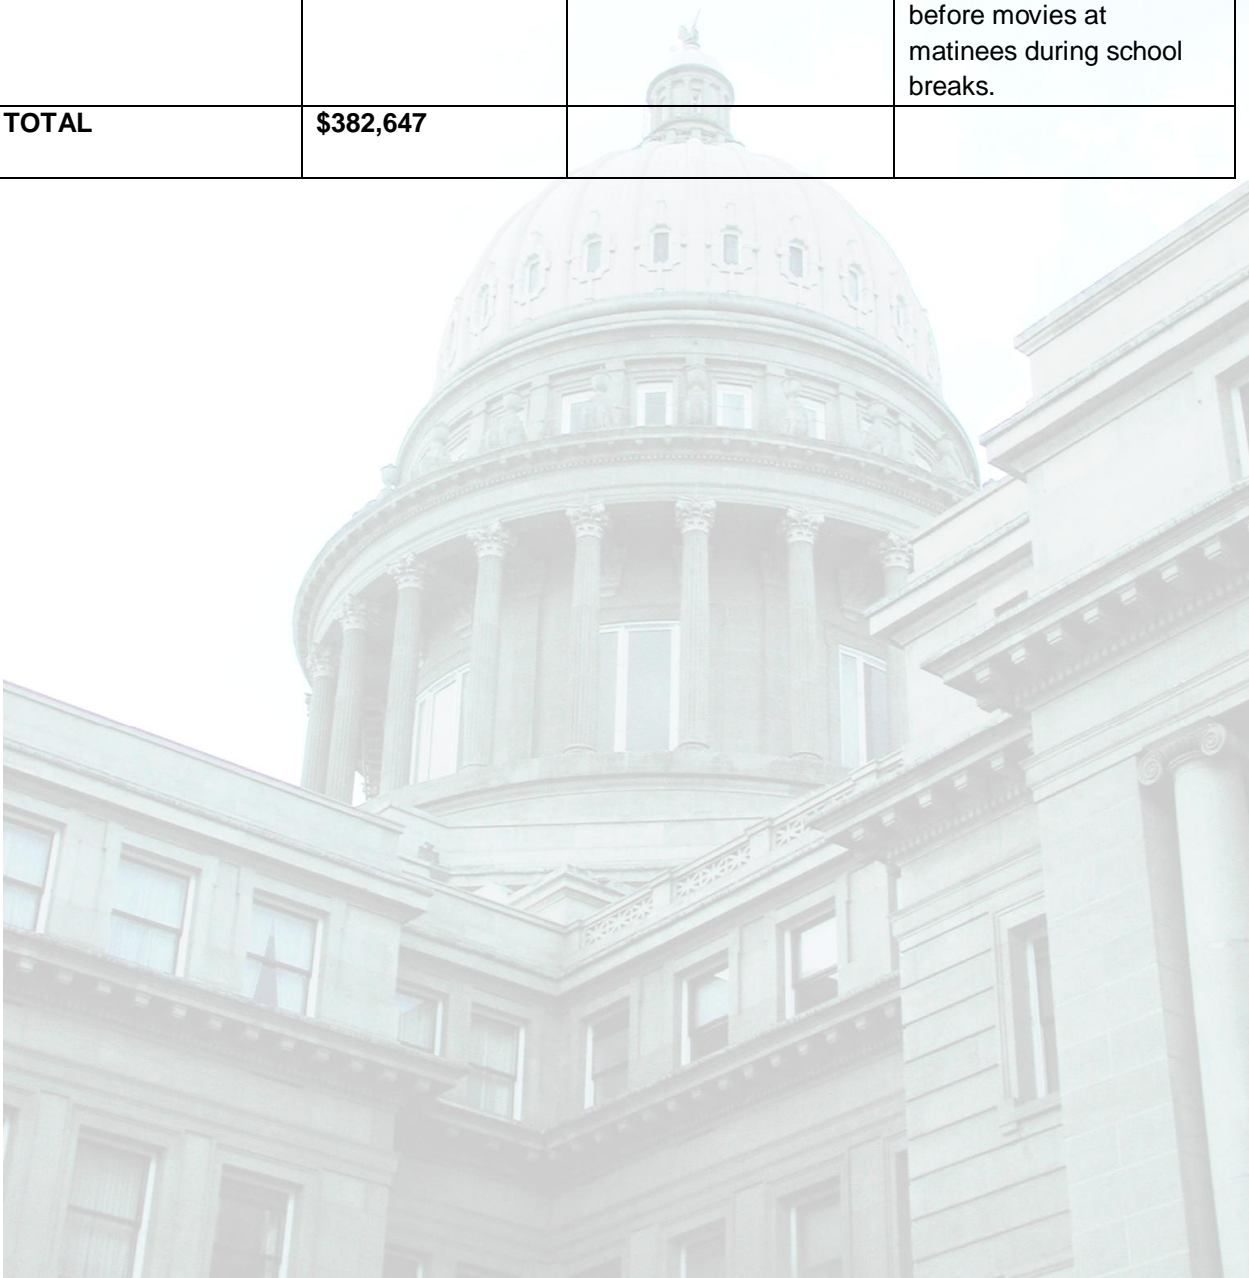 before movies at
matinees during school
breaks.
TOTAL $382,647